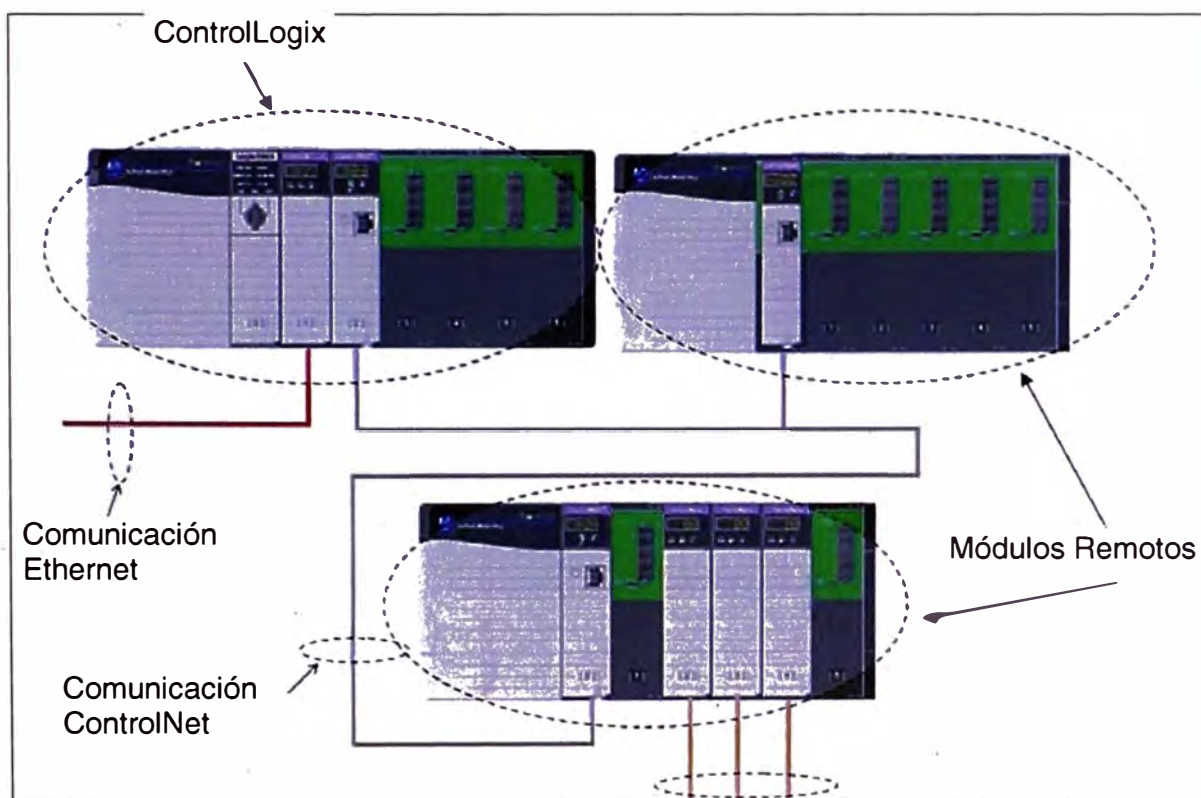 ControlLogix
Comunicación
Ethernet
Módulos Remotos
Comunicación
ControlNet